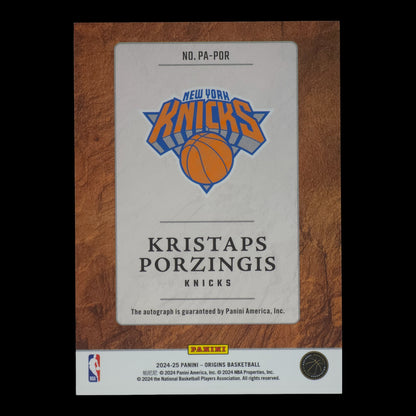 NO. PA-POR
NEW YORK
KNICKS
KRISTAPS
PORZINGIS
KNICKS
The autograph is guaranteed by Panini America, Inc.
PANINI
2024-25 PANINI – ORIGINS BASKETBALL
© 2024 Panini America, Inc. © 2024 NBA Properties, Inc.
© 2024 the National Basketball Players Association. All rights reserved.
NBA